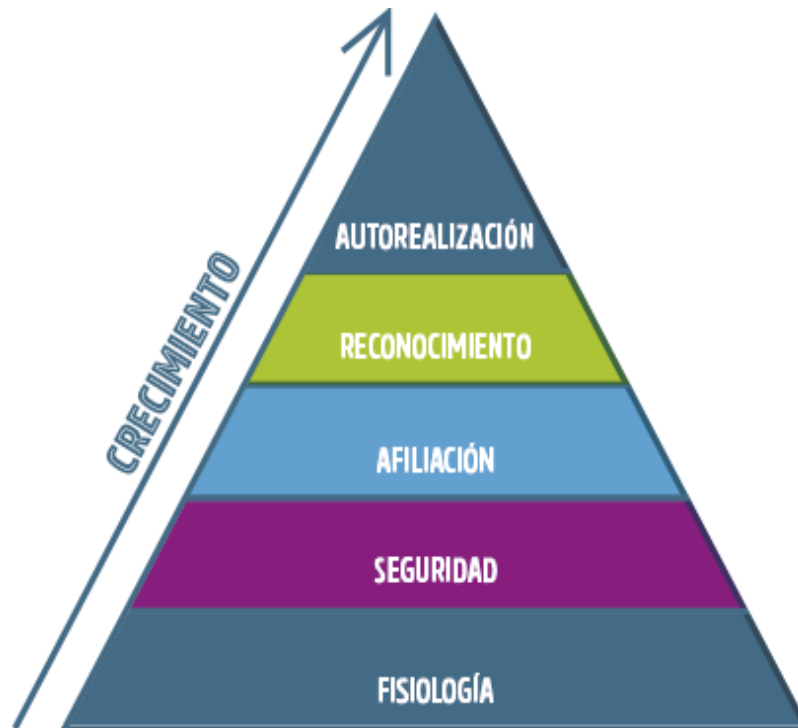 CRECIMIENTO
AUTOREALIZACIÓN
RECONOCIMIENTO
AFILIACIÓN
SEGURIDAD
FISIOLOGÍA